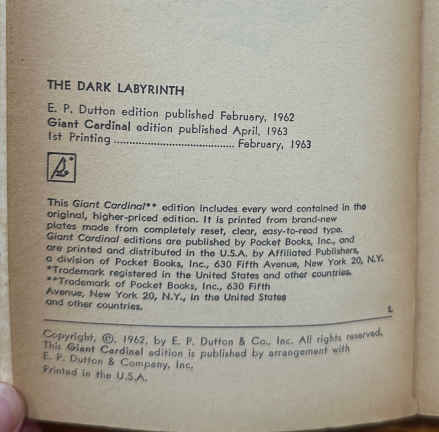 THE DARK LABYRINTH
E. P. Dutton edition published February, 1962
Giant Cardinal edition published April, 1963
1st Printing ........................................ February, 1963
This Giant Cardinal** edition includes every word contained in the
original, higher-priced edition. It is printed from brand-new
plates made from completely reset, clear, easy-to-read type.
Giant Cardinal editions are published by Pocket Books, Inc., and
are printed and distributed in the U.S.A. by Affiliated Publishers,
a division of Pocket Books, Inc., 630 Fifth Avenue, New York 20, N.Y.
*Trademark registered in the United States and other countries.
**Trademark of Pocket Books, Inc., 630 Fifth
Avenue, New York 20, N.Y., in the United States
and other countries.
L
Copyright, ©, 1962, by E. P. Dutton & Co., Inc. All rights reserved.
This Giant Cardinal edition is published by arrangement with
E. P. Dutton & Company, Inc.
Printed in the U.S.A.